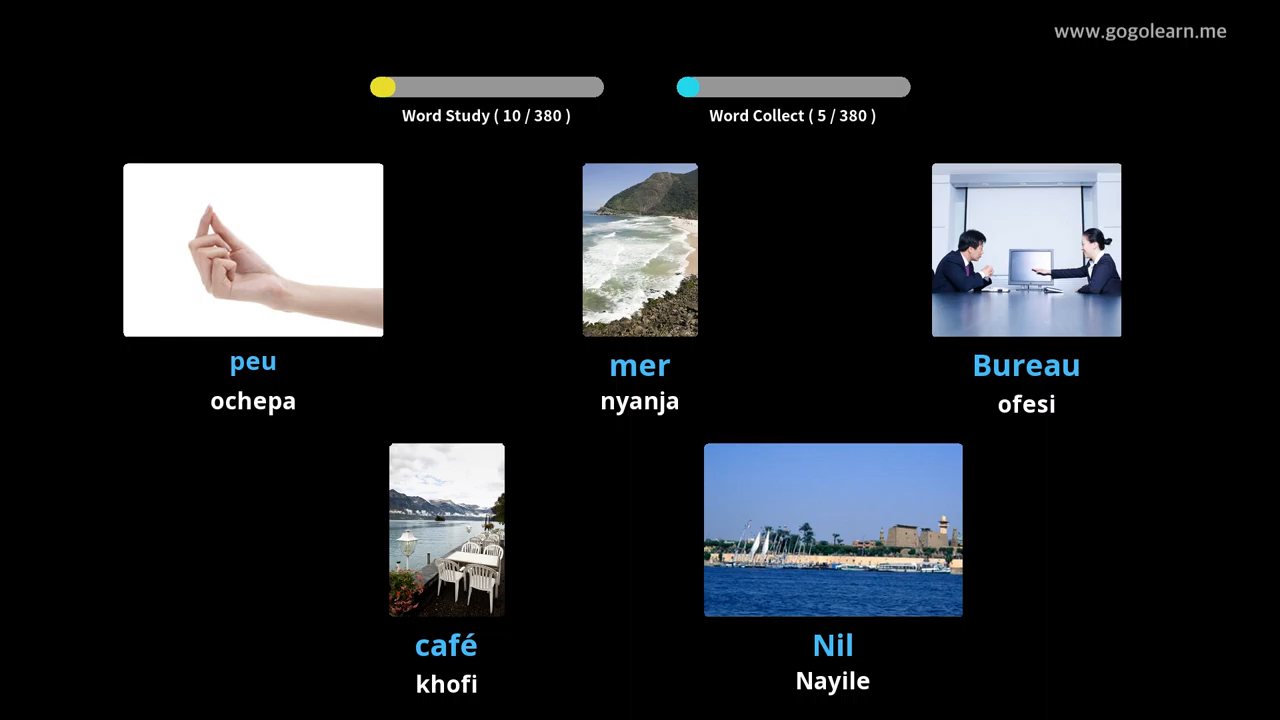 www.gogolearn.me
Word Study ( 10 / 380 )
Word Collect ( 5 / 380 )
peu
ochepa
mer
nyanja
Bureau
ofesi
café
khofi
Nil
Nayile